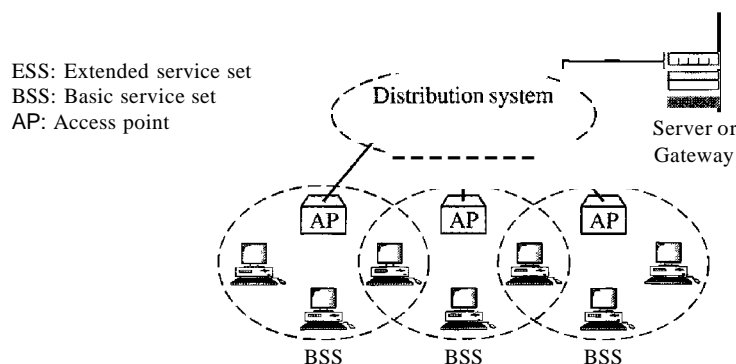 ESS: Extended service set
BSS: Basic service set
AP: Access point
Distribution system
Server or
Gateway
AP
AP
AP
BSS
BSS
BSS